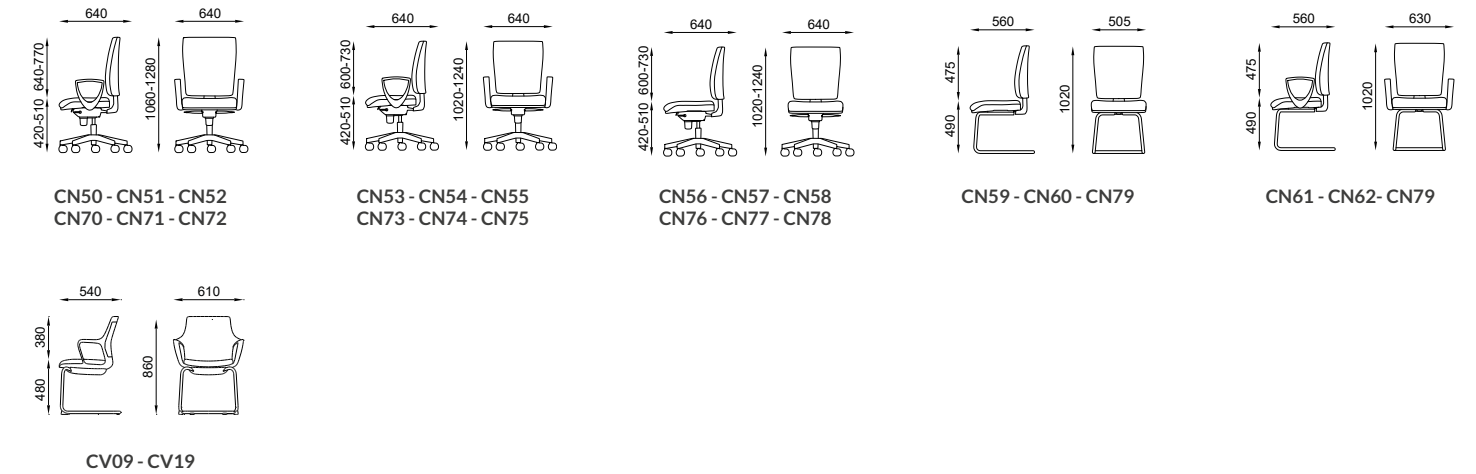 640 640
640-770
420-510
1060-1280
CN50 - CN51 - CN52
CN70 - CN71 - CN72
640 640
600-730
420-510
1020-1240
CN53 - CN54 - CN55
CN73 - CN74 - CN75
640 640
600-730
420-510
1020-1240
CN56 - CN57 - CN58
CN76 - CN77 - CN78
560 505
475
490
1020
CN59 - CN60 - CN79
560 630
475
490
1020
CN61 - CN62- CN79
540 610
380
480
860
CV09 - CV19